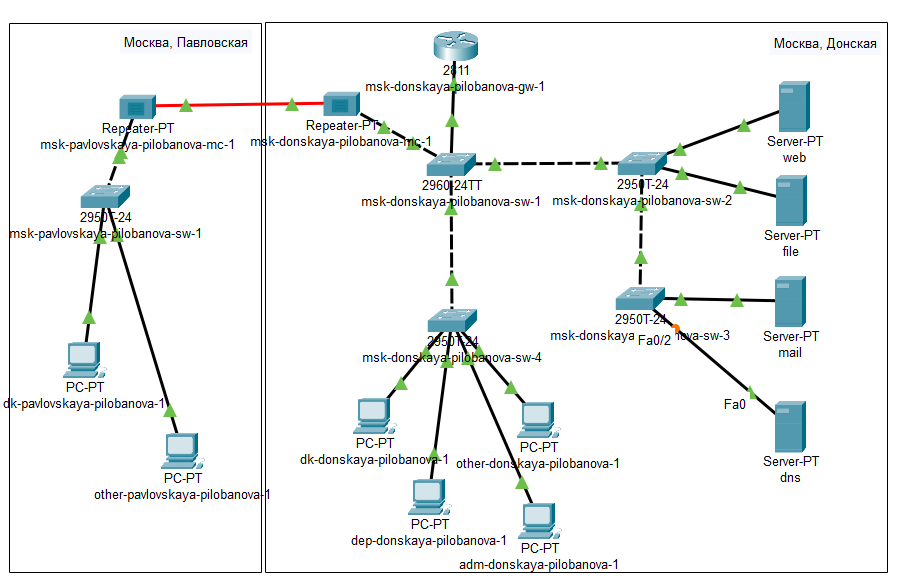 Москва, Павловская
Repeater-PT
msk-pavlovskaya-pilobanova-mc-1
2950T-24
msk-pavlovskaya-pilobanova-sw-1
PC-PT
dk-pavlovskaya-pilobanova-1
PC-PT
other-pavlovskaya-pilobanova-1
Москва, Донская
2811
msk-donskaya-pilobanova-gw-1
Repeater-PT
msk-donskaya-pilobanova-mc-1
2960-24TT
msk-donskaya-pilobanova-sw-1
2950T-24
msk-donskaya-pilobanova-sw-2
Server-PT
web
Server-PT
file
2950T-24
msk-donskaya
nova-sw-3
Fa0/2
Server-PT
mail
Fa0
Server-PT
dns
2950T-24
msk-donskaya-pilobanova-sw-4
PC-PT
dk-donskaya-pilobanova-1
PC-PT
other-donskaya-pilobanova-1
PC-PT
dep-donskaya-pilobanova-1
PC-PT
adm-donskaya-pilobanova-1